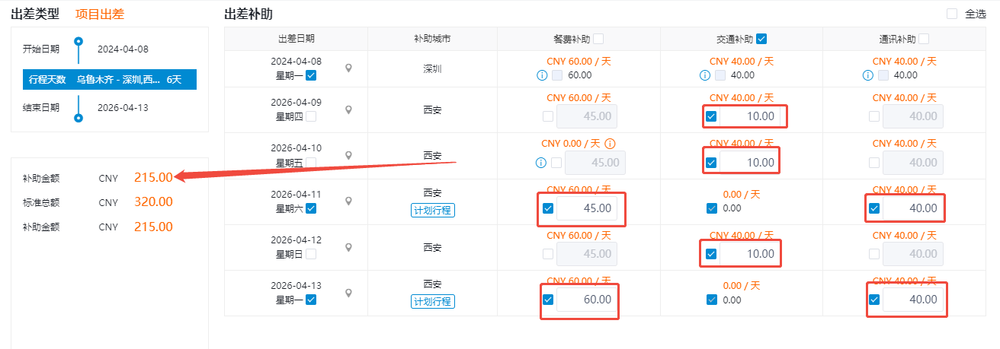 出差类型 项目出差
开始日期 2024-04-08
行程天数 乌鲁木齐 - 深圳,西... 6天
结束日期 2026-04-13
补助金额 CNY 215.00
标准总额 CNY 320.00
补助金额 CNY 215.00
出差补助 全选
出差日期 补助城市 餐费补助 交通补助 通讯补助
2024-04-08
星期一
深圳
CNY 60.00 / 天
60.00
CNY 40.00 / 天
40.00
CNY 40.00 / 天
40.00
2026-04-09
星期四
西安
CNY 60.00 / 天
45.00
CNY 40.00 / 天
10.00
CNY 40.00 / 天
40.00
2026-04-10
星期五
西安
CNY 0.00 / 天
45.00
CNY 40.00 / 天
10.00
CNY 40.00 / 天
40.00
2026-04-11
星期六
西安
计划行程
CNY 60.00 / 天
45.00
0.00 / 天
0.00
CNY 40.00 / 天
40.00
2026-04-12
星期日
西安
CNY 60.00 / 天
45.00
CNY 40.00 / 天
10.00
CNY 40.00 / 天
40.00
2026-04-13
星期一
西安
计划行程
CNY 60.00 / 天
60.00
0.00 / 天
0.00
CNY 40.00 / 天
40.00